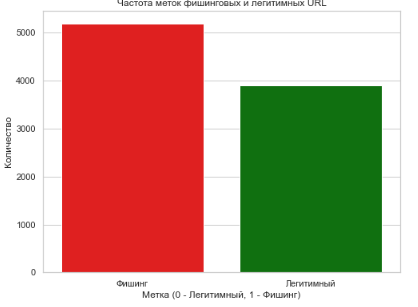 Частота меток фишинговых и легитимных URL
5000
4000
3000
2000
1000
0
Количество
Фишинг Легитимный
Метка (0 - Легитимный, 1 - Фишинг)